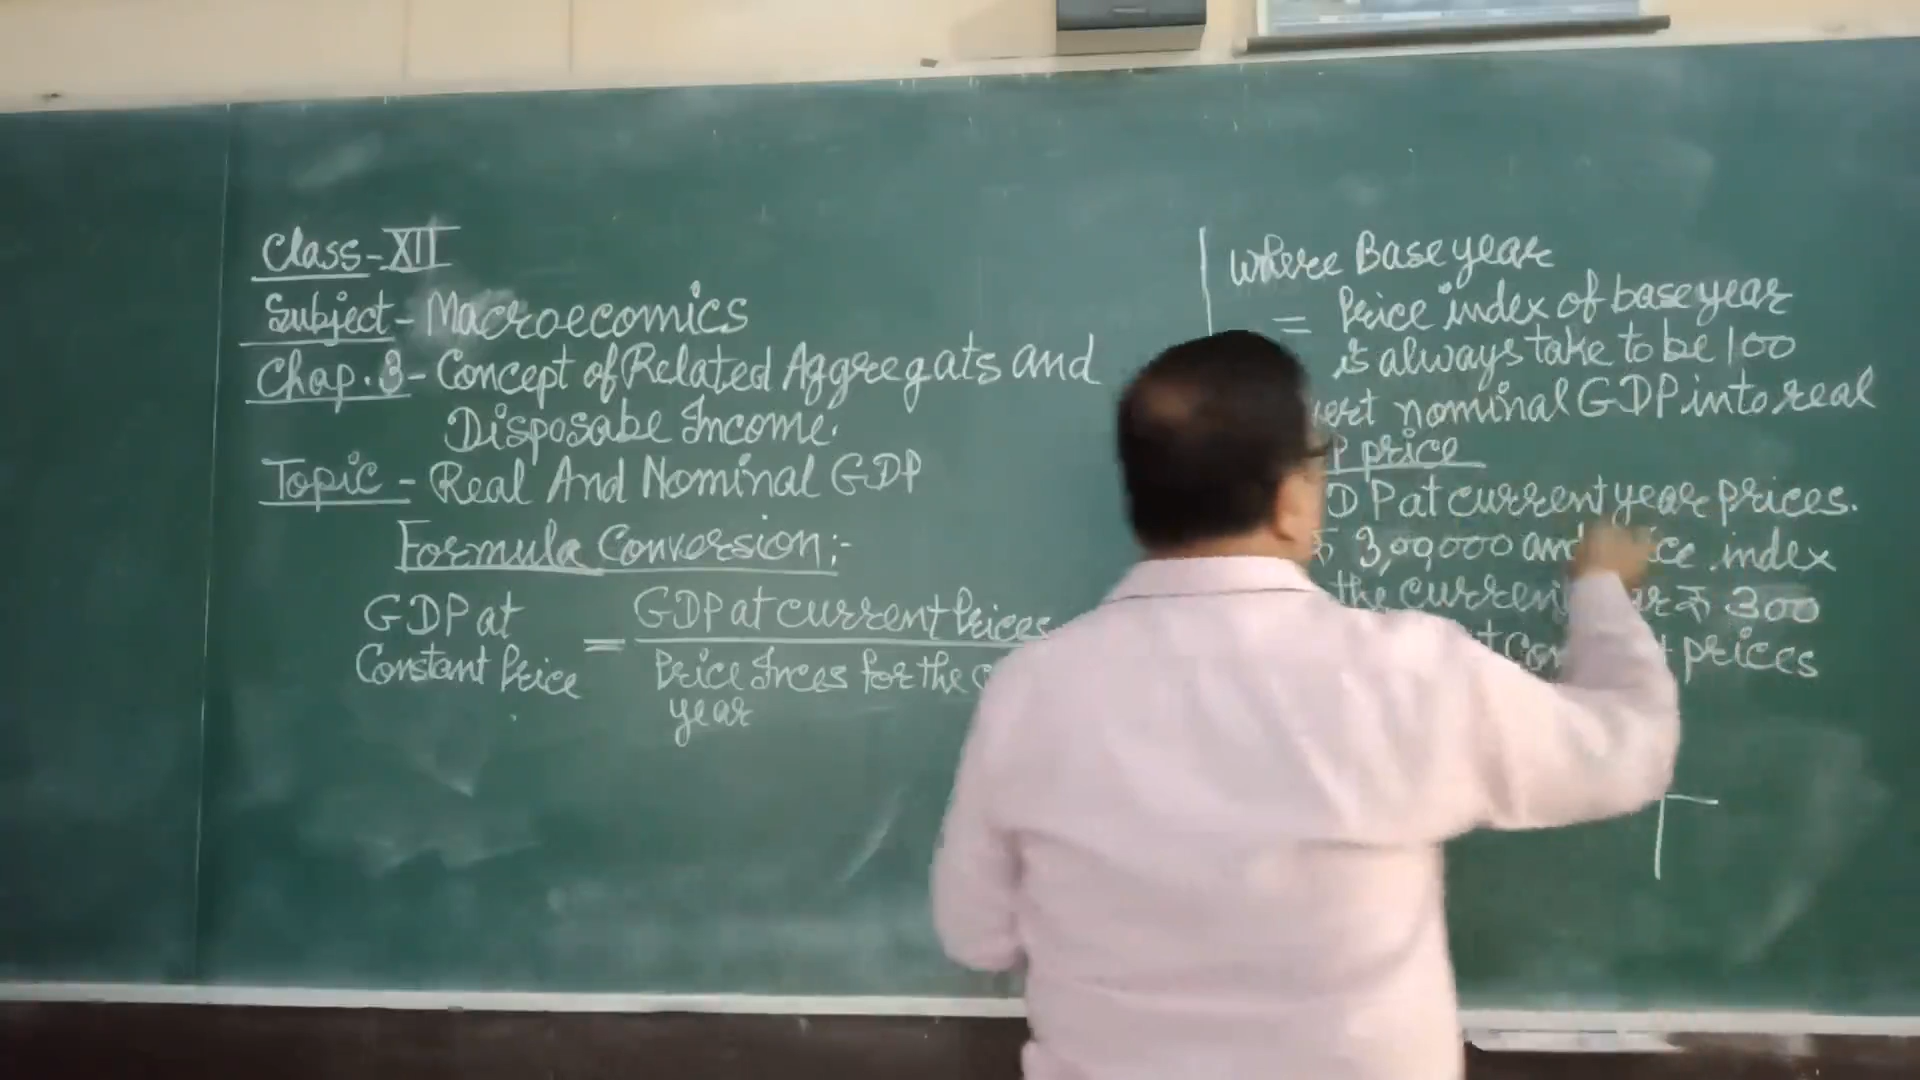 Class - XII
Subject - Macroecomics
Chap. 3 - Concept of Related Aggregats and
Disposabe Income.
Topic - Real And Nominal GDP
Formula Conversion :-
GDP at
Constant Price
=
GDP at current Prices
Price Inces for the
year
Where Base year
= Price index of base year
is always take to be 100
nominal GDP into real
price
at current year prices.
3,00000 and index
the 300
prices